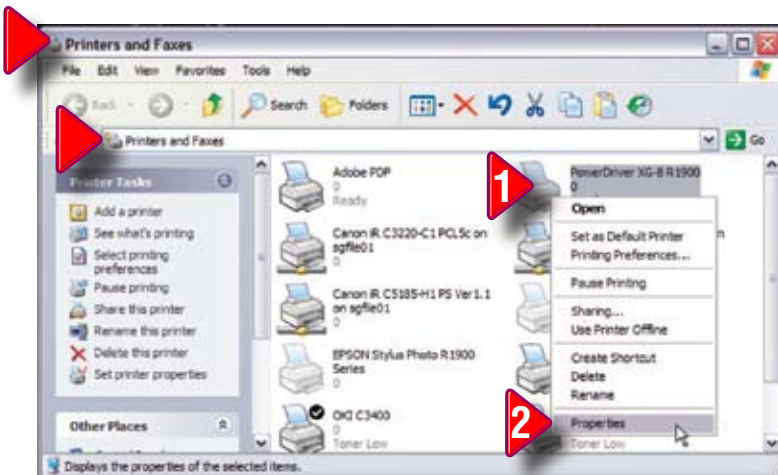 Printers and Faxes
File Edit View Favorites Tools Help
Back Search Folders
Printers and Faxes Go
Printer Tasks
Add a printer
See what's printing
Select printing
preferences
Pause printing
Share this printer
Rename this printer
Delete this printer
Set printer properties
Other Places
Adobe PDF
0
Ready
Canon iR C3220-C1 PCL5c on
sgfile01
0
Canon iR C5185-H1 PS Ver1.1
on sgfile01
0
EPSON Stylus Photo R1900
Series
0
OKI C3400
0
Toner Low
1
PowerDriver XG-8 R1900
0
Open
Set as Default Printer
Printing Preferences...
Pause Printing
Sharing...
Use Printer Offline
Create Shortcut
Delete
Rename
2
Properties
Toner Low
Displays the properties of the selected items.